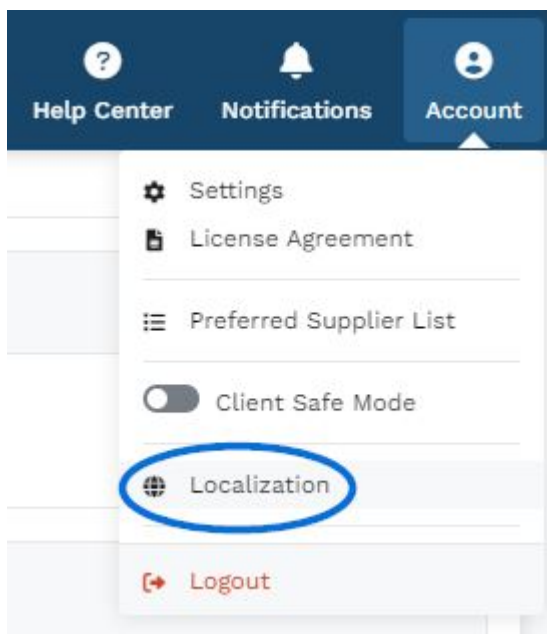 Help Center
Notifications
Account
Settings
License Agreement
Preferred Supplier List
Client Safe Mode
Localization
Logout